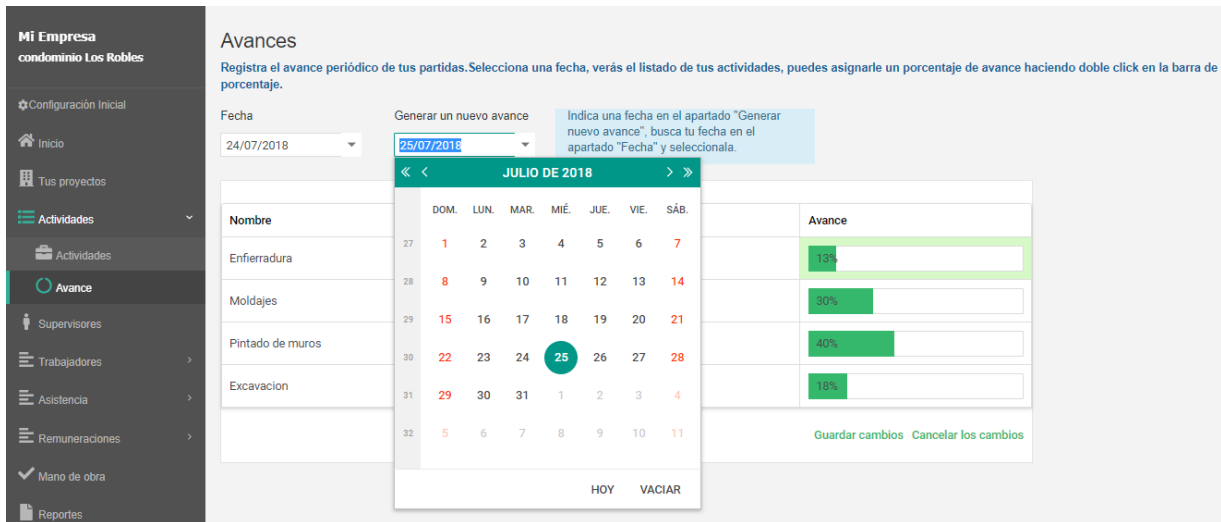 Mi Empresa
condominio Los Robles
Configuración Inicial
Inicio
Tus proyectos
Actividades
Actividades
Avance
Supervisores
Trabajadores
Asistencia
Remuneraciones
Mano de obra
Reportes
Avances
Registra el avance periódico de tus partidas.Selecciona una fecha, verás el listado de tus actividades, puedes asignarle un porcentaje de avance haciendo doble click en la barra de
porcentaje.
Fecha
24/07/2018
Generar un nuevo avance
25/07/2018
Indica una fecha en el apartado "Generar
nuevo avance", busca tu fecha en el
apartado "Fecha" y seleccionala.
JULIO DE 2018
DOM. LUN. MAR. MIÉ. JUE. VIE. SÁB.
27 1 2 3 4 5 6 7
28 8 9 10 11 12 13 14
29 15 16 17 18 19 20 21
30 22 23 24 25 26 27 28
31 29 30 31 1 2 3 4
32 5 6 7 8 9 10 11
HOY VACIAR
Nombre Avance
Enfierradura 13%
Moldajes 30%
Pintado de muros 40%
Excavacion 18%
Guardar cambios Cancelar los cambios